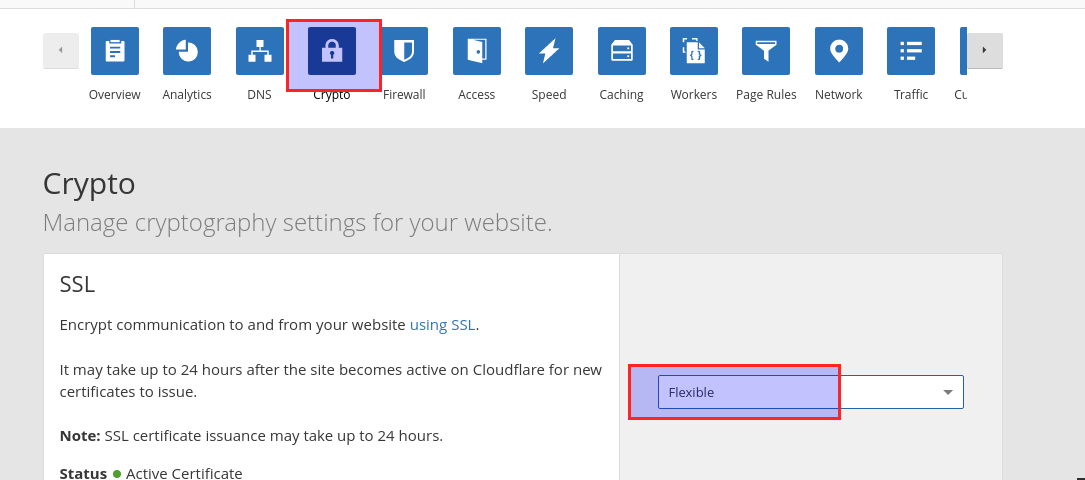 Overview Analytics DNS Crypto Firewall Access Speed Caching Workers Page Rules Network Traffic
Crypto
Manage cryptography settings for your website.
SSL
Encrypt communication to and from your website using SSL.
It may take up to 24 hours after the site becomes active on Cloudflare for new
certificates to issue.
Flexible
Note: SSL certificate issuance may take up to 24 hours.
Status Active Certificate